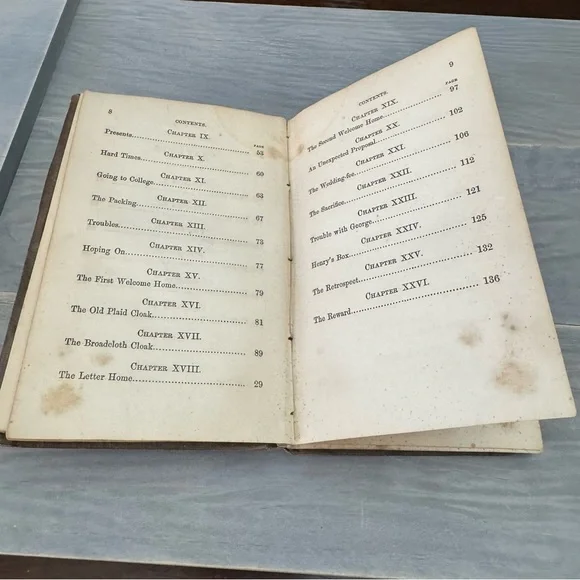 8
CONTENTS.
CHAPTER IX.
PAGE
Presents........ 53
CHAPTER X.
Hard Times........ 60
CHAPTER XI.
Going to College........ 63
CHAPTER XII.
The Packing........ 67
CHAPTER XIII.
Troubles........ 73
CHAPTER XIV.
Hoping On........ 77
CHAPTER XV.
The First Welcome Home........ 79
CHAPTER XVI.
The Old Plaid Cloak........ 81
CHAPTER XVII.
The Broadcloth Cloak........ 89
CHAPTER XVIII.
The Letter Home........ 29
9
CONTENTS.
CHAPTER XIX.
PAGE
The Second Welcome Home........ 97
CHAPTER XX.
An Unexpected Proposal........ 102
CHAPTER XXI.
The Wedding-fee........ 106
CHAPTER XXII.
The Sacrifice........ 112
CHAPTER XXIII.
Trouble with George........ 121
CHAPTER XXIV.
Henry's Box........ 125
CHAPTER XXV.
The Retrospect........ 132
CHAPTER XXVI.
The Reward........ 136